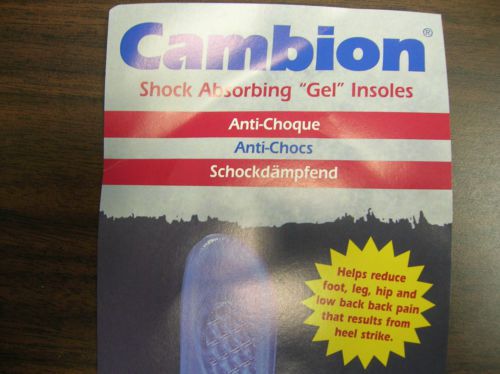 Cambion®
Shock Absorbing "Gel" Insoles
Anti-Choque
Anti-Chocs
Schockdämpfend
Helps reduce
foot, leg, hip and
low back back pain
that results from
heel strike.